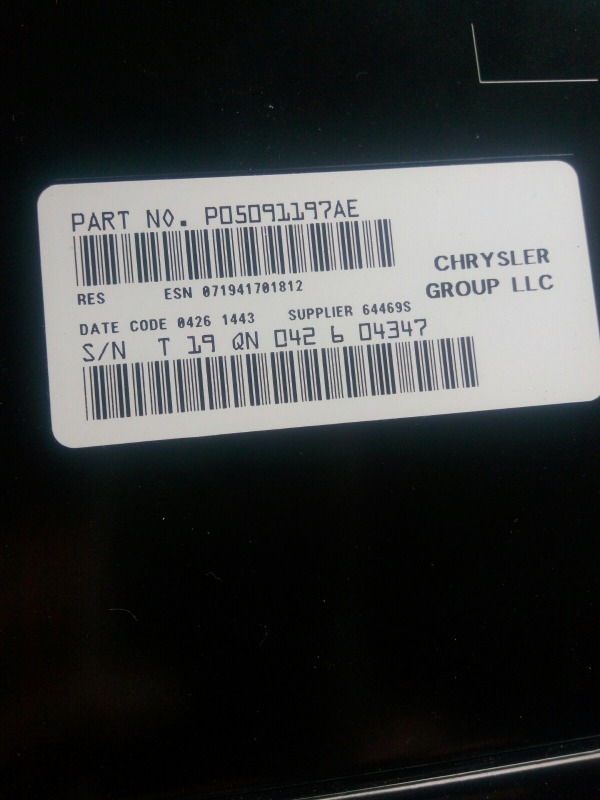 PART NO. P05091197AE
RES ESN 071941701812
CHRYSLER
GROUP LLC
DATE CODE 0426 1443 SUPPLIER 64469S
S/N T 19 QN 042 6 04347